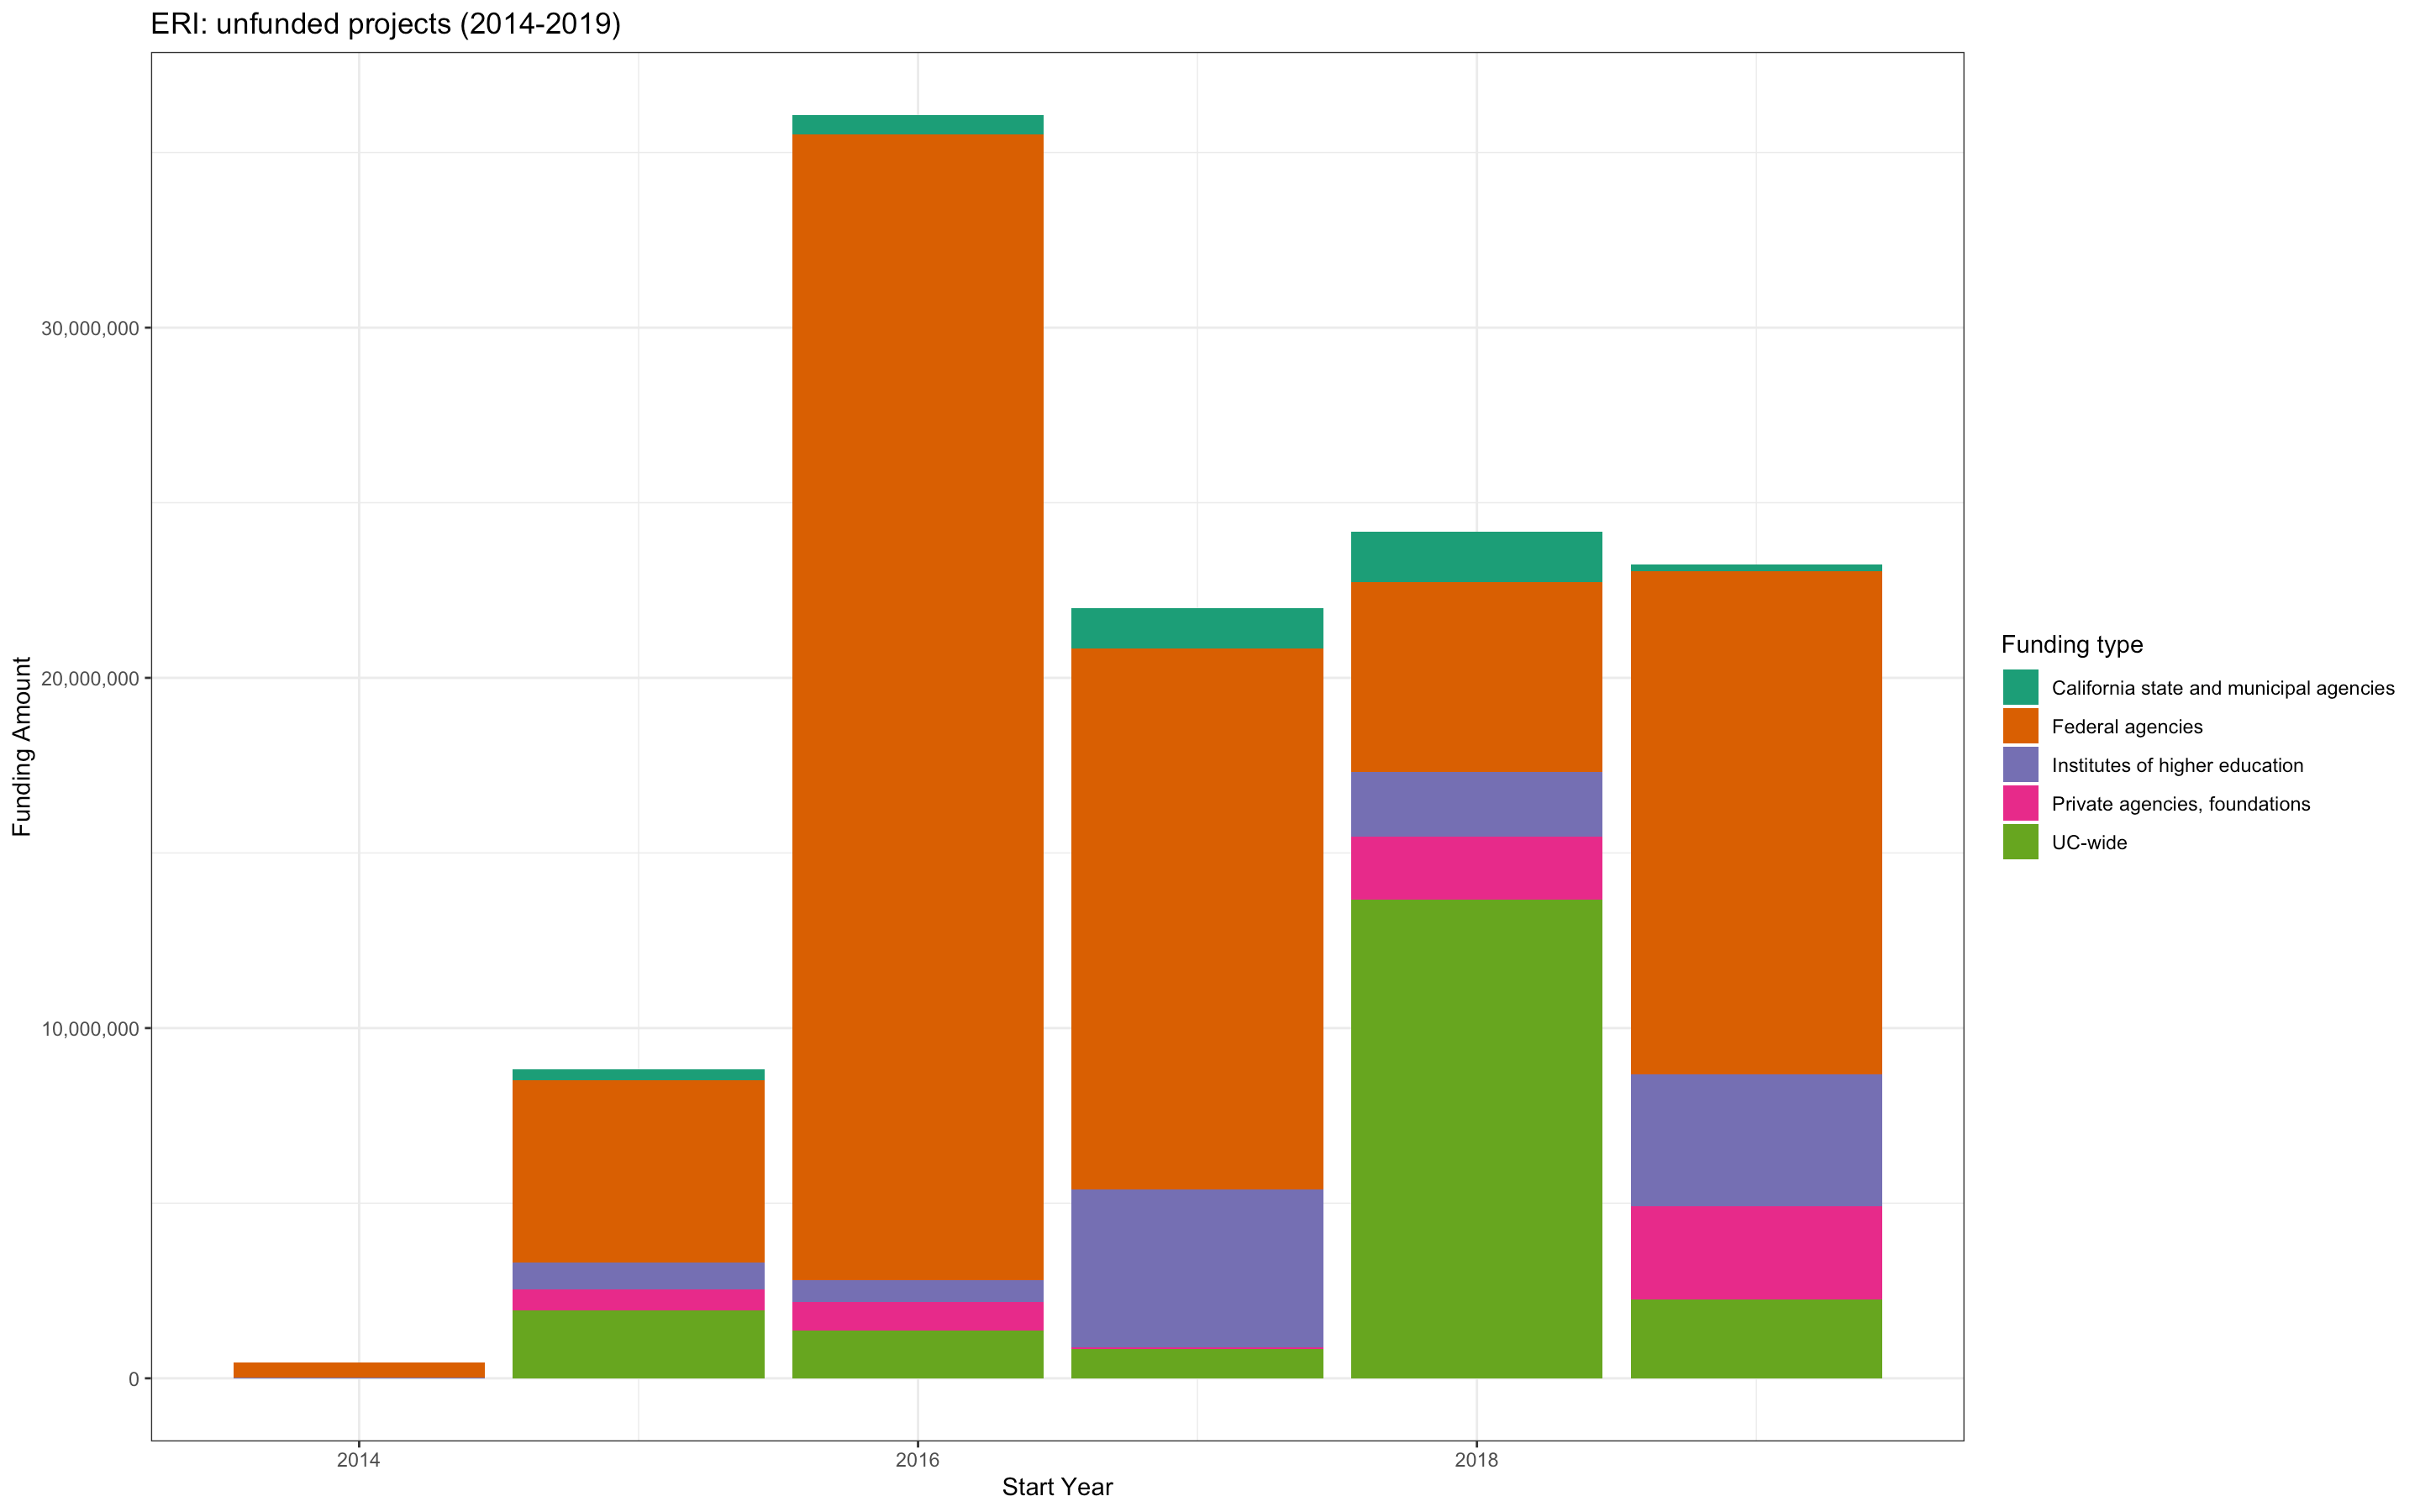 ERI: unfunded projects (2014-2019)
Funding Amount
30,000,000
20,000,000
10,000,000
0
2014
2016
2018
Start Year
Funding type
California state and municipal agencies
Federal agencies
Institutes of higher education
Private agencies, foundations
UC-wide